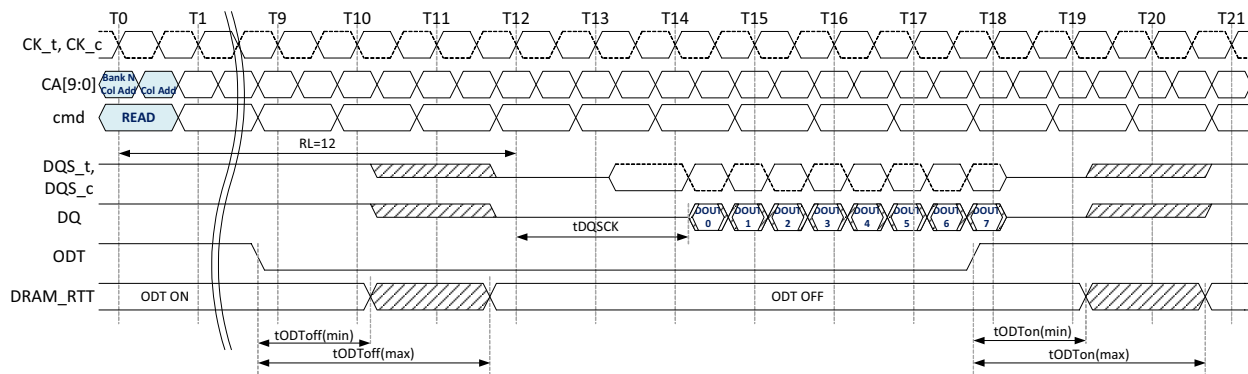 T0 T1 T9 T10 T11 T12 T13 T14 T15 T16 T17 T18 T19 T20 T21
CK_t, CK_c
CA[9:0]
Bank N
Col Add
Col Add
cmd
READ
RL=12
DQS_t,
DQS_c
DQ
DOUT DOUT DOUT DOUT DOUT DOUT DOUT DOUT
0 1 2 3 4 5 6 7
tDQSCK
ODT
DRAM_RTT
ODT ON
ODT OFF
tODToff(min)
tODToff(max)
tODTon(min)
tODTon(max)